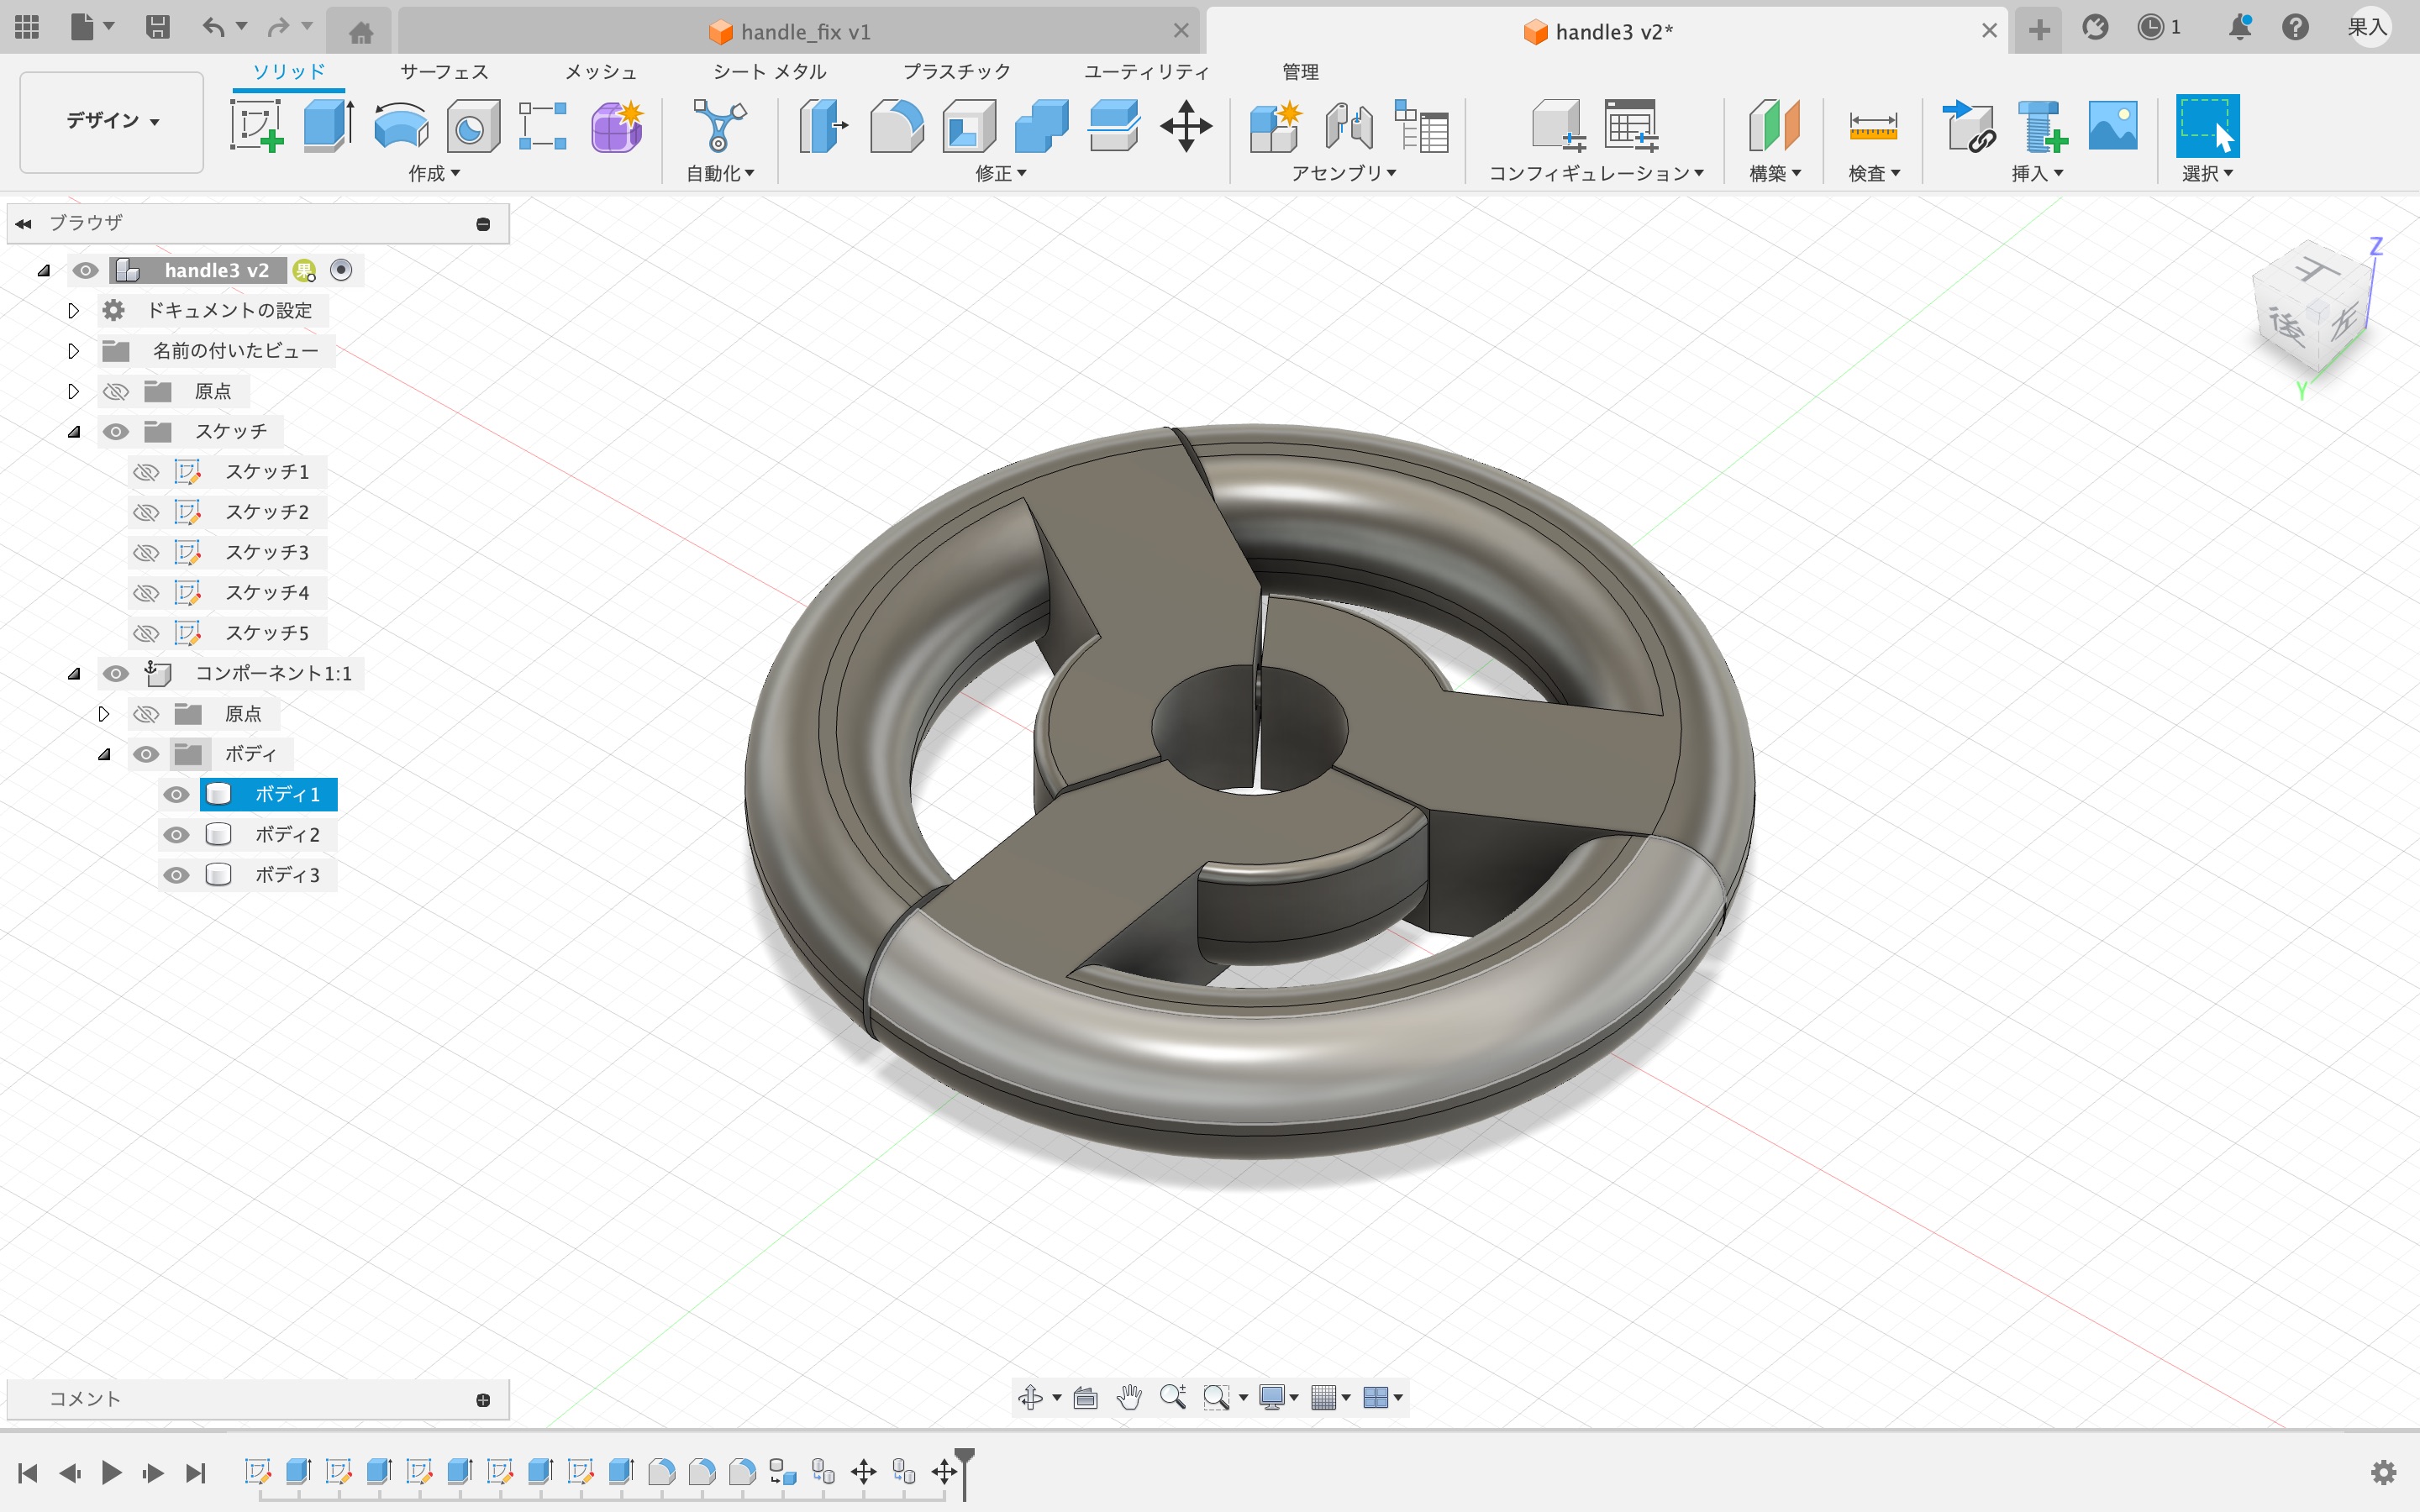 handle_fix v1
handle3 v2*
1
果入
デザイン
ソリッド
サーフェス
メッシュ
シート メタル
プラスチック
ユーティリティ
管理
作成
自動化
修正
アセンブリ
コンフィギュレーション
構築
検査
挿入
選択
ブラウザ
handle3 v2
果
ドキュメントの設定
名前の付いたビュー
原点
スケッチ
スケッチ1
スケッチ2
スケッチ3
スケッチ4
スケッチ5
コンポーネント1:1
原点
ボディ
ボディ1
ボディ2
ボディ3
Z
上
後
左
Y
コメント